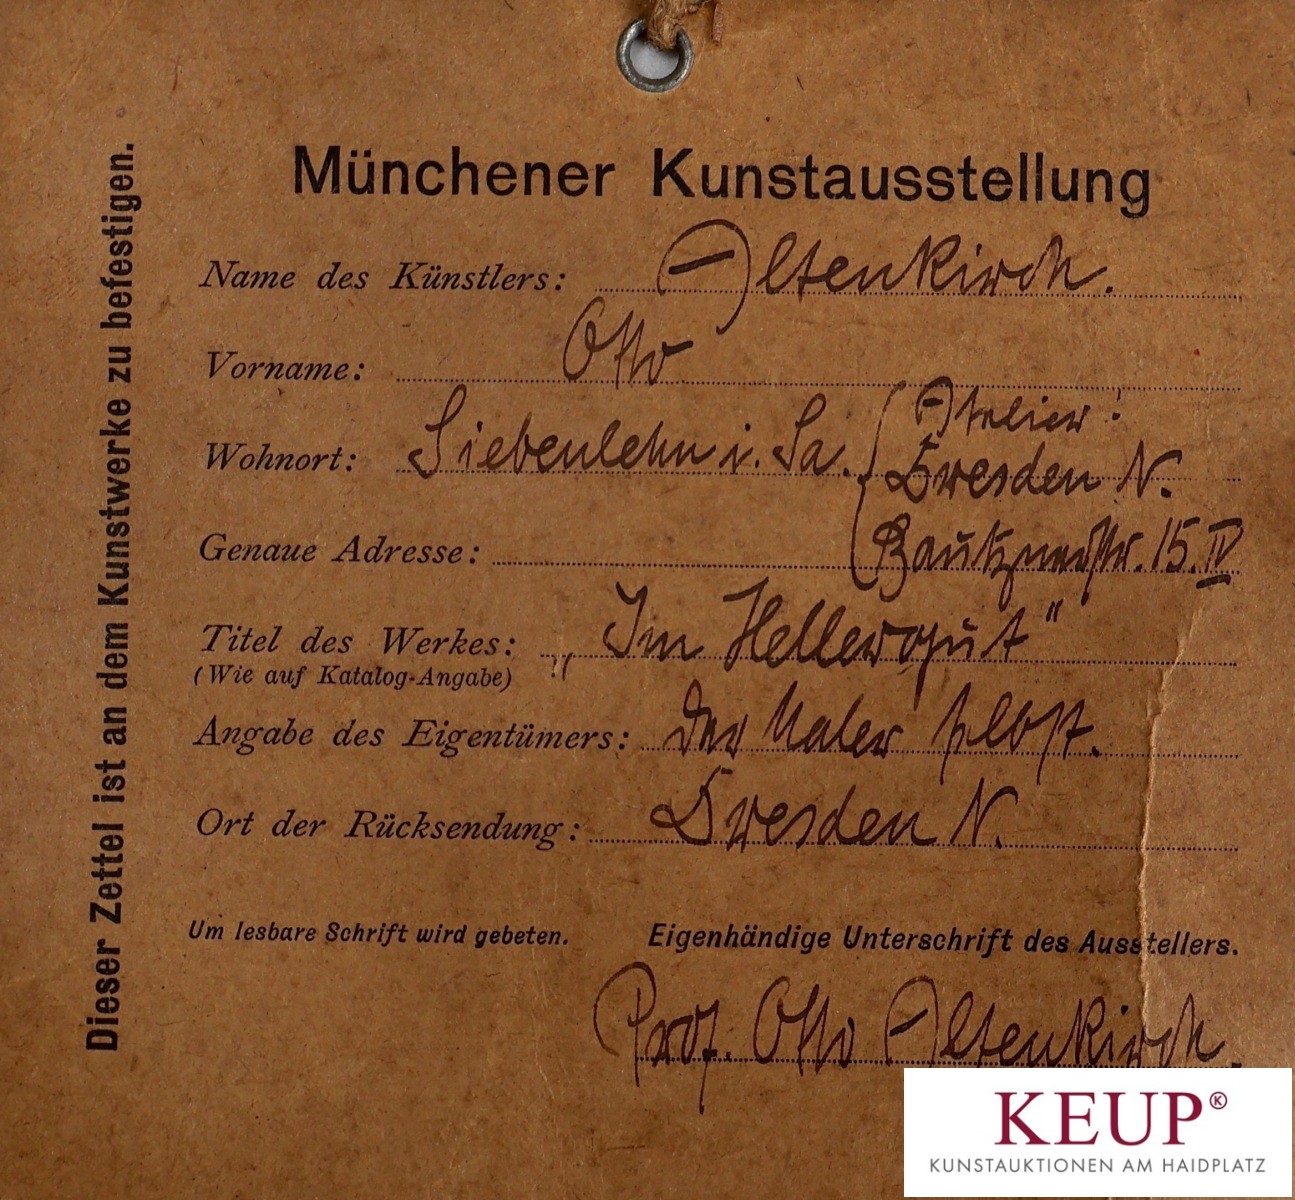 Dieser Zettel ist an dem Kunstwerke zu befestigen.
Münchener Kunstausstellung
Name des Künstlers: Altenkirch.
Vorname: Otto
Wohnort: Siebenlehn i. Sa. (Atelier:
Dresden N.
Genaue Adresse: Bautznerstr. 15. IV
Titel des Werkes: „Im Hellergut"
(Wie auf Katalog-Angabe)
Angabe des Eigentümers: der Maler selbst.
Ort der Rücksendung: Dresden N.
Um lesbare Schrift wird gebeten. Eigenhändige Unterschrift des Ausstellers.
Prof. Otto Altenkirch.
KEUP®
KUNSTAUKTIONEN AM HAIDPLATZ